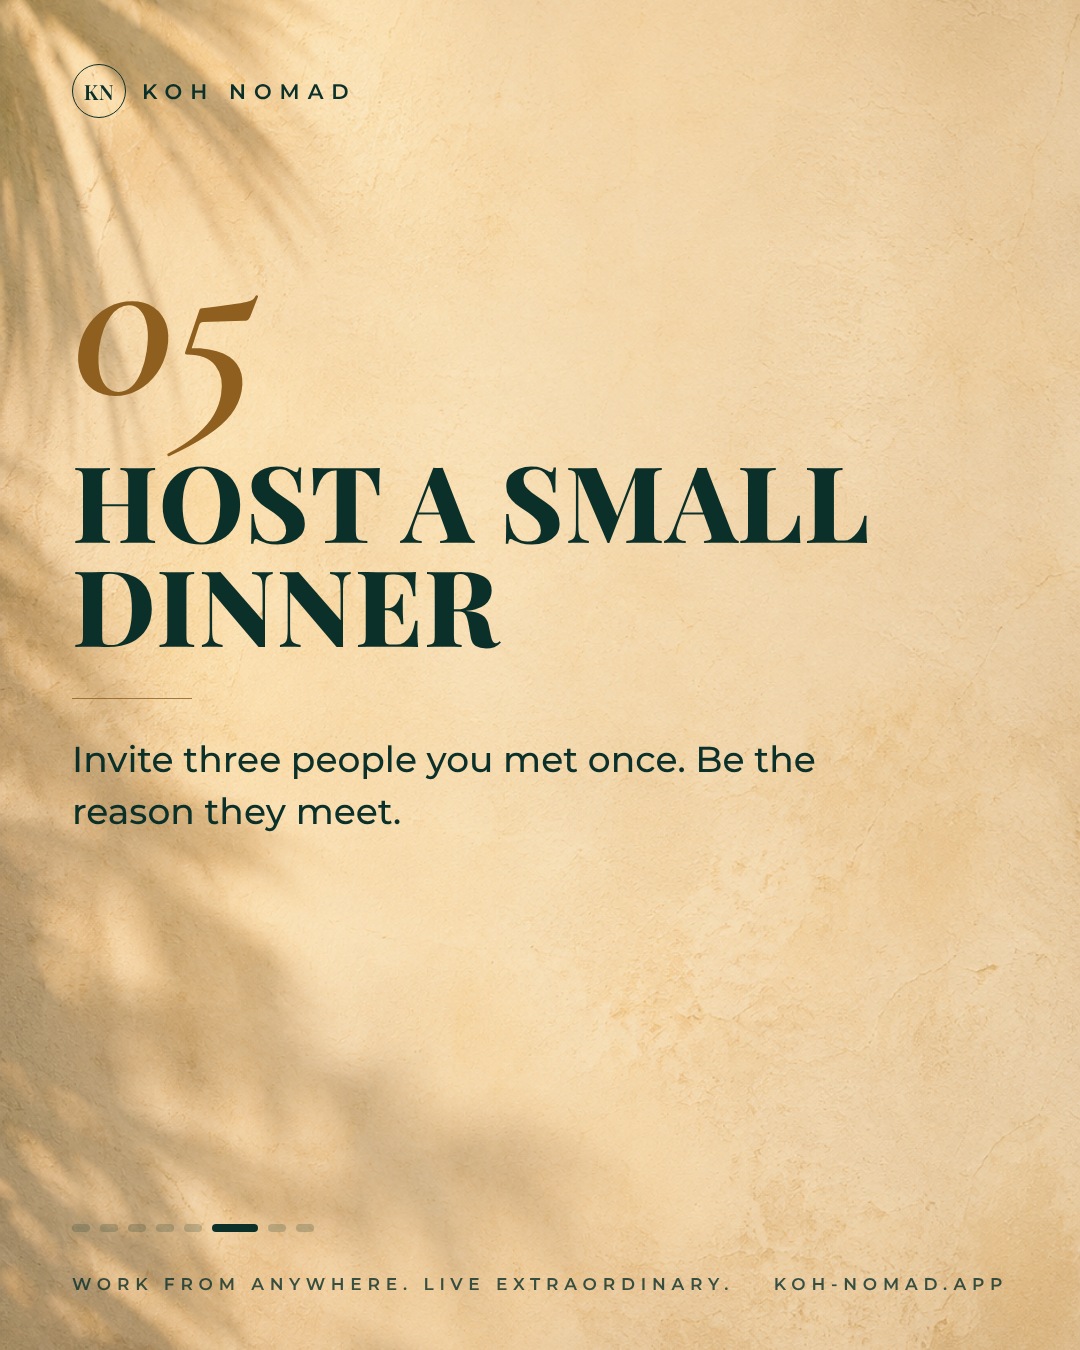 KN KOH NOMAD
05
HOST A SMALL
DINNER
Invite three people you met once. Be the
reason they meet.
WORK FROM ANYWHERE. LIVE EXTRAORDINARY. KOH-NOMAD.APP